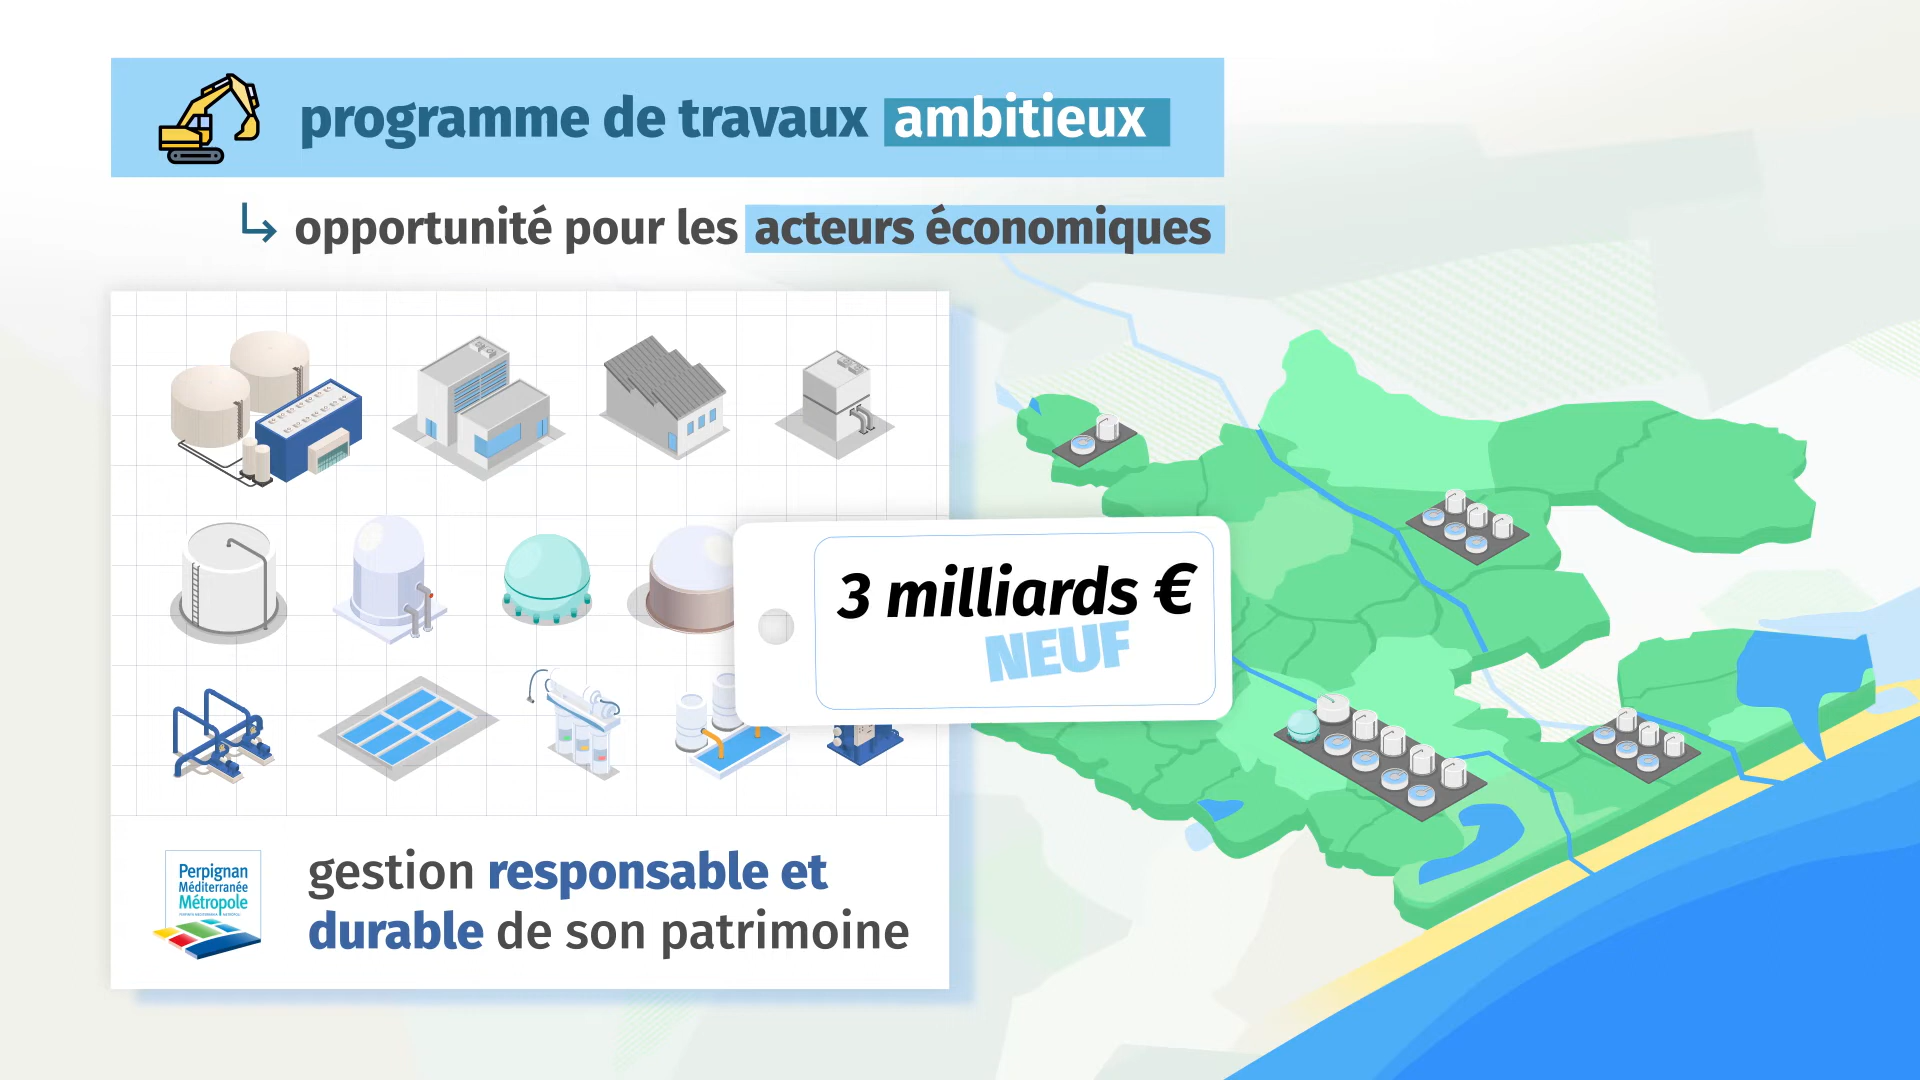 programme de travaux ambitieux
opportunité pour les acteurs économiques
3 milliards €
NEUF
Perpignan
Méditerranée
Métropole
gestion responsable et
durable de son patrimoine